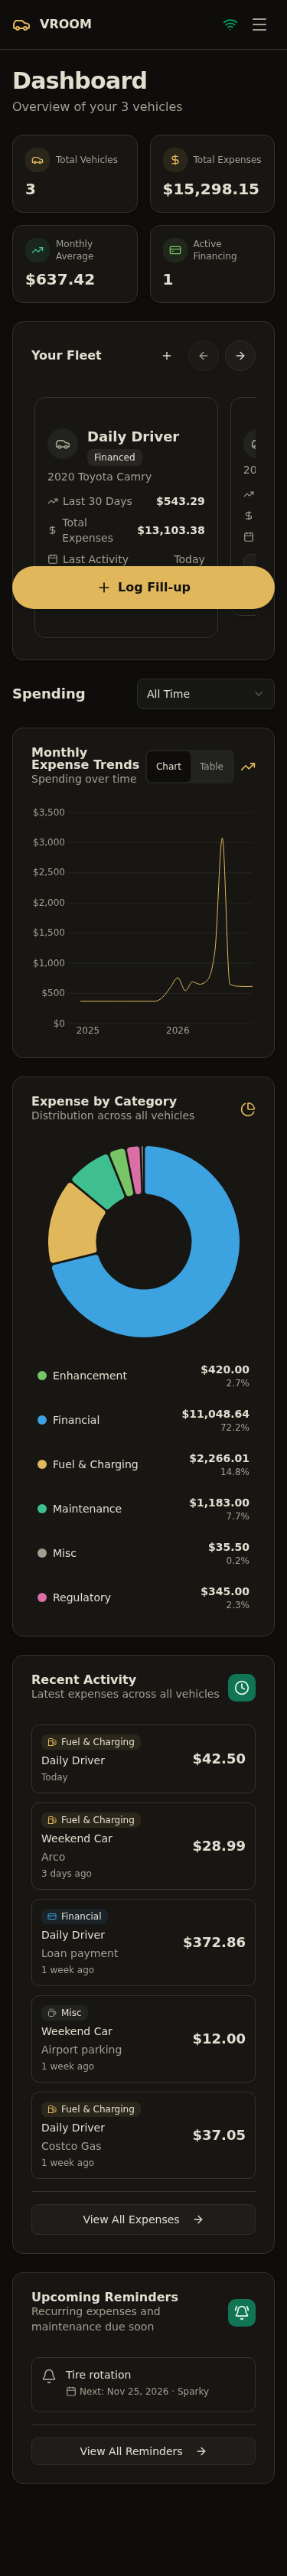 VROOM
Dashboard
Overview of your 3 vehicles
Total Vehicles
3
Total Expenses
$15,298.15
Monthly
Average
$637.42
Active
Financing
1
Your Fleet
Daily Driver
Financed
2020 Toyota Camry
Last 30 Days $543.29
Total
Expenses $13,103.38
Last Activity Today
20
Log Fill-up
Spending
All Time
Monthly
Expense Trends
Spending over time
Chart
Table
$3,500
$3,000
$2,500
$2,000
$1,500
$1,000
$500
$0
2025 2026
Expense by Category
Distribution across all vehicles
Enhancement $420.00
2.7%
Financial $11,048.64
72.2%
Fuel & Charging $2,266.01
14.8%
Maintenance $1,183.00
7.7%
Misc $35.50
0.2%
Regulatory $345.00
2.3%
Recent Activity
Latest expenses across all vehicles
Fuel & Charging
Daily Driver
Today
$42.50
Fuel & Charging
Weekend Car
Arco
3 days ago
$28.99
Financial
Daily Driver
Loan payment
1 week ago
$372.86
Misc
Weekend Car
Airport parking
1 week ago
$12.00
Fuel & Charging
Daily Driver
Costco Gas
1 week ago
$37.05
View All Expenses
Upcoming Reminders
Recurring expenses and
maintenance due soon
Tire rotation
Next: Nov 25, 2026 · Sparky
View All Reminders